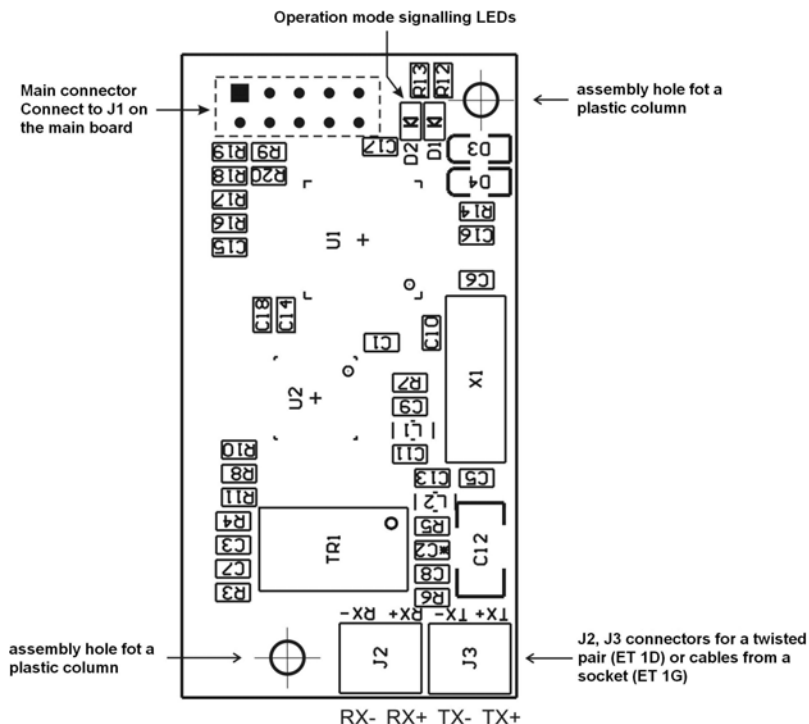 Operation mode signalling LEDs
Main connector
Connect to J1 on
the main board
assembly hole fot a
plastic column
R13
R12
D2
D1
C17
D3
D4
R19
R9
R18
R20
R17
R16
C15
R14
C16
U1
C6
C18
C14
C10
C1
X1
U2
R7
C9
L1
C11
R10
R8
R11
C13
C5
L2
R4
C3
C7
R3
TR1
R5
C2*
C8
R6
C12
RX- RX+ TX- TX+
J2
J3
assembly hole fot a
plastic column
J2, J3 connectors for a twisted
pair (ET 1D) or cables from a
socket (ET 1G)
RX- RX+ TX- TX+